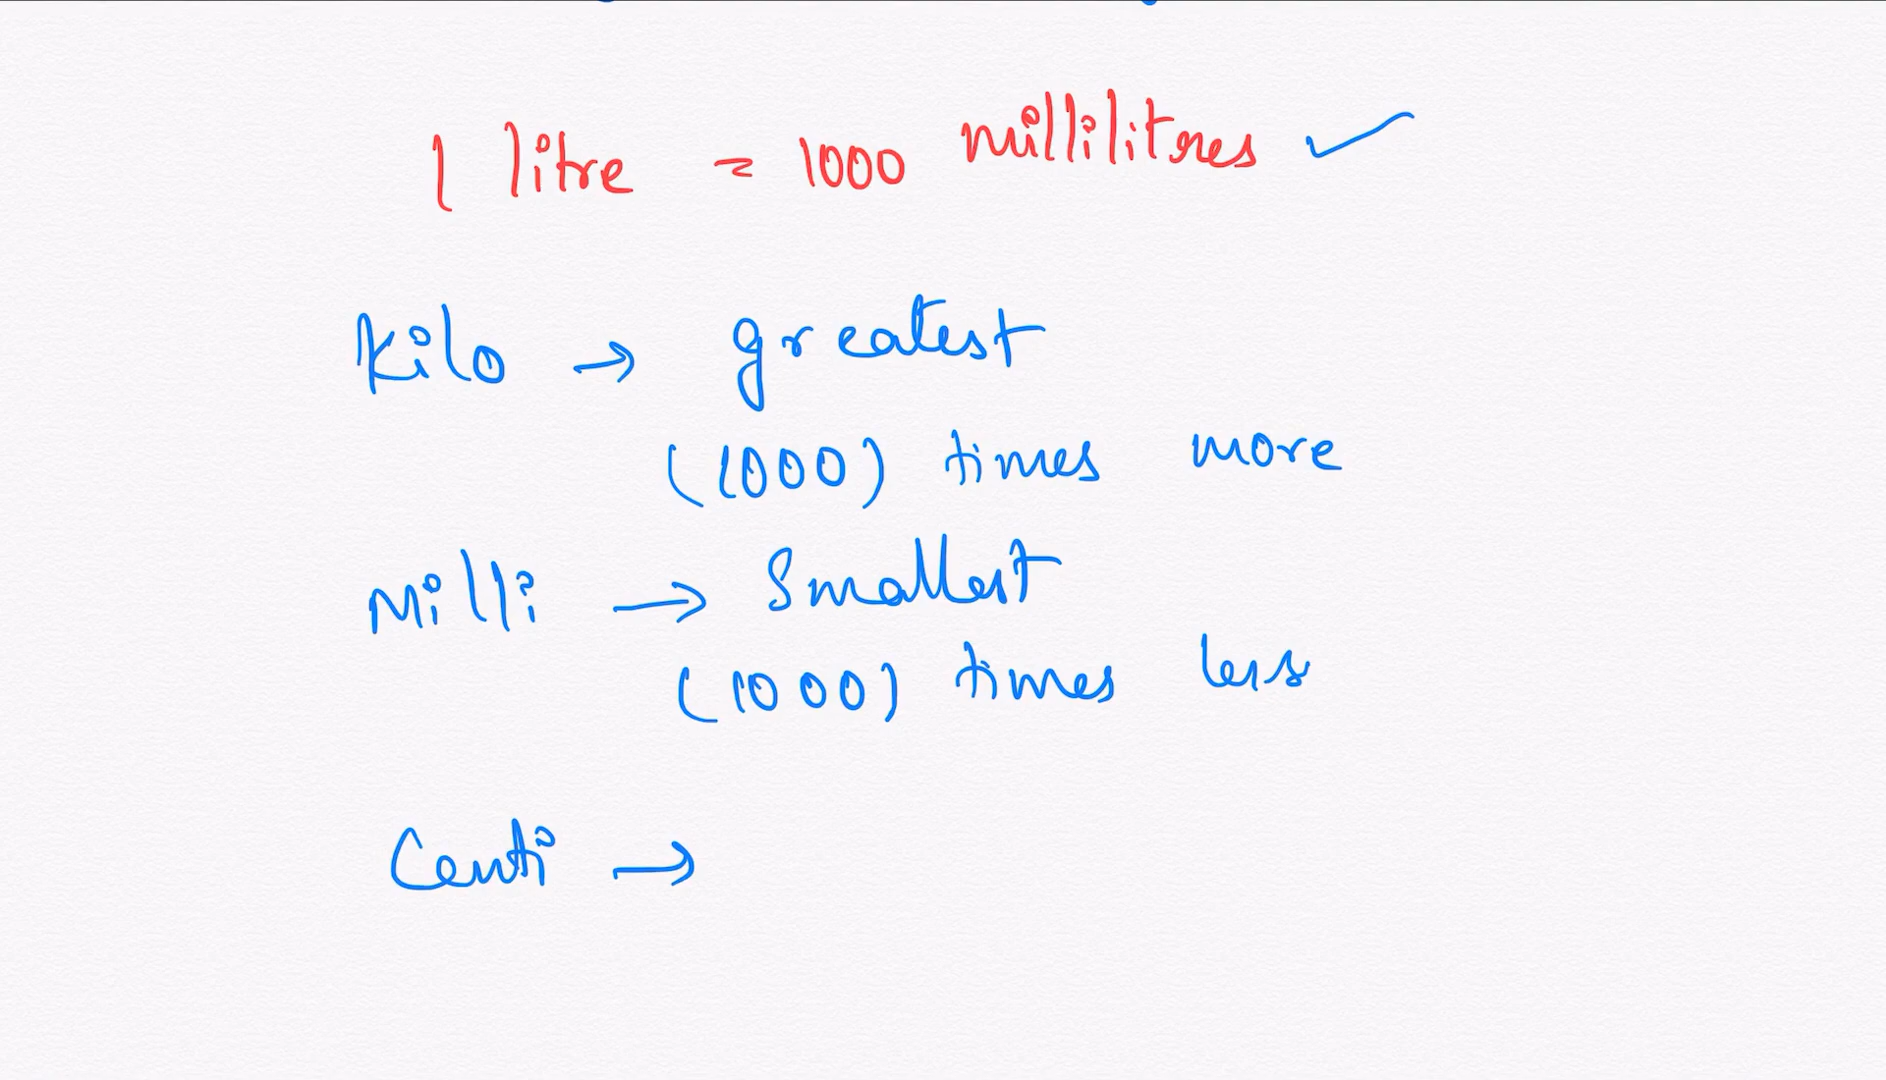 1 litre = 1000 millilitres
Kilo → greatest
(1000) times more
Milli → Smallest
(1000) times less
Centi →